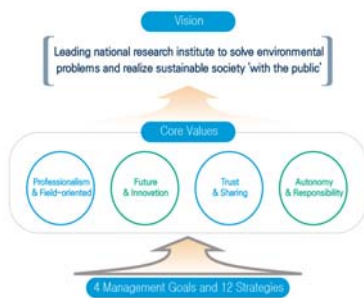 Vision
Leading national research institute to solve environmental
problems and realize sustainable society 'with the public'
Core Values
Professionalism
& Field-oriented
Future
& Innovation
Trust
& Sharing
Autonomy
& Responsibility
4 Management Goals and 12 Strategies